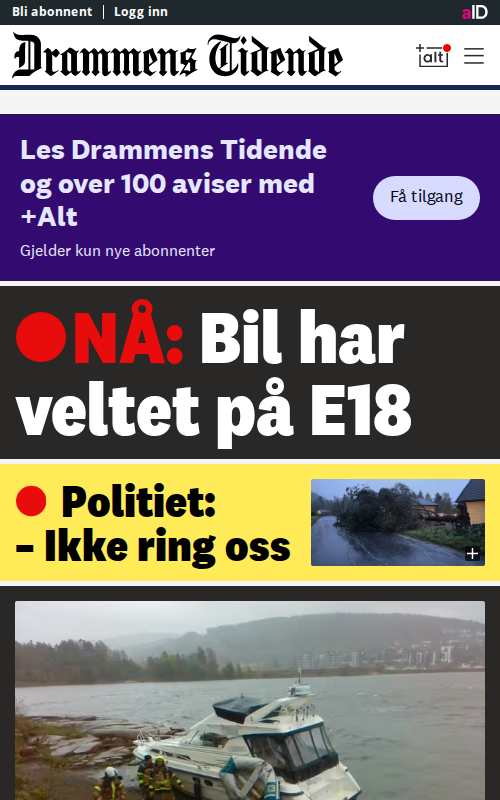 Bli abonnent | Logg inn
aID
Drammens Tidende
+alt
Les Drammens Tidende
og over 100 aviser med
+Alt
Få tilgang
Gjelder kun nye abonnenter
NÅ: Bil har
veltet på E18
Politiet:
– Ikke ring oss